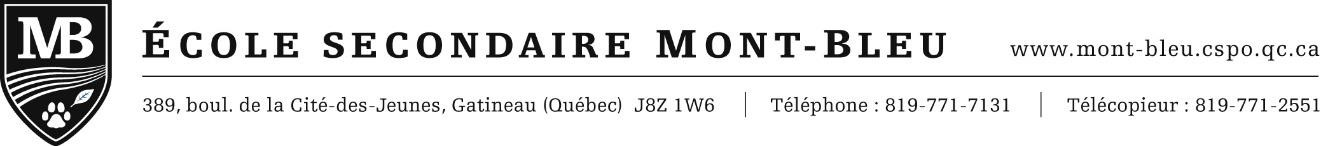 MB
ÉCOLE SECONDAIRE MONT-BLEU www.mont-bleu.cspo.qc.ca
389, boul. de la Cité-des-Jeunes, Gatineau (Québec) J8Z 1W6 | Téléphone : 819-771-7131 | Télécopieur : 819-771-2551